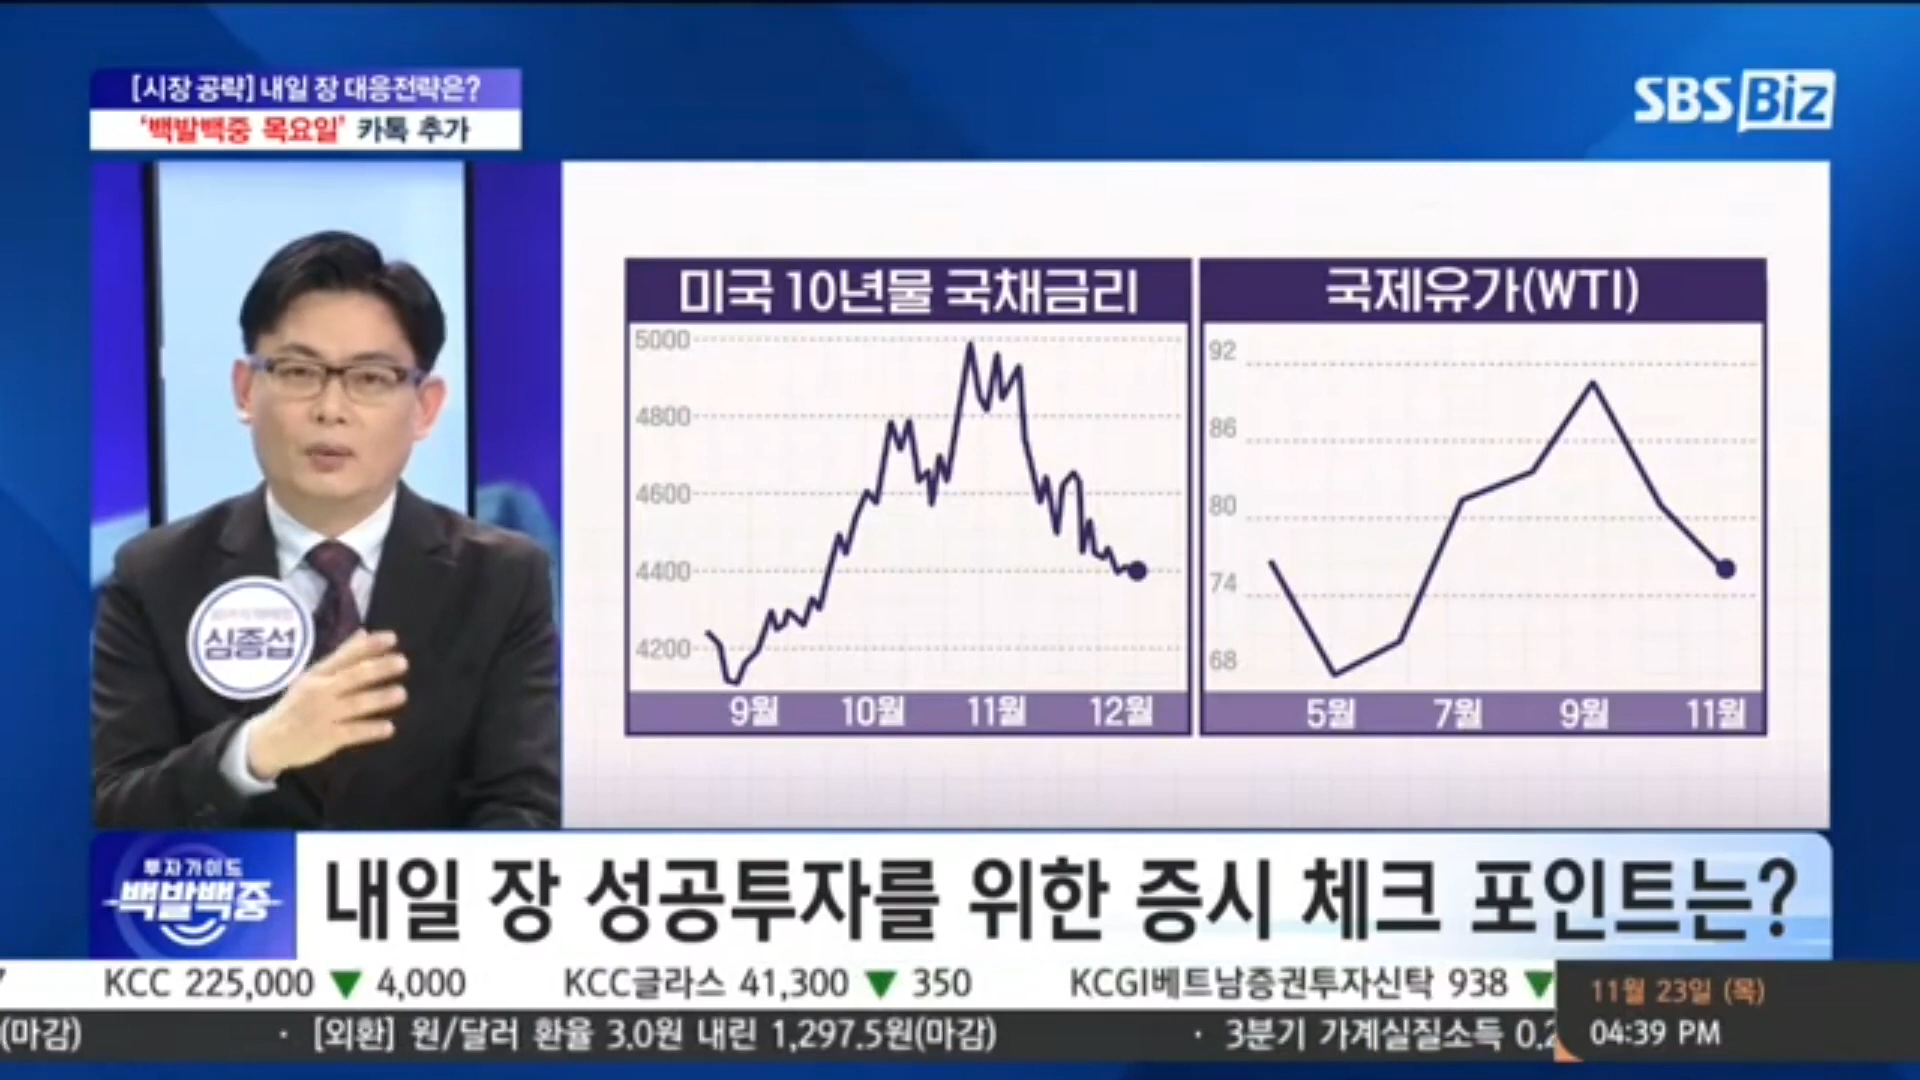 [시장 공략] 내일 장 대응전략은?
'백발백중 목요일' 카톡 추가
SBS Biz
심종섭
미국 10년물 국채금리
5000
4800
4600
4400
4200
9월 10월 11월 12월
국제유가(WTI)
92
86
80
74
68
5월 7월 9월 11월
투자가이드
백발백중
내일 장 성공투자를 위한 증시 체크 포인트는?
KCC 225,000 ▼ 4,000 KCC글라스 41,300 ▼ 350 KCGI베트남증권투자신탁 938 ▼
(마감) · [외환] 원/달러 환율 3.0원 내린 1,297.5원(마감) · 3분기 가계실질소득 0.2
11월 23일 (목)
04:39 PM